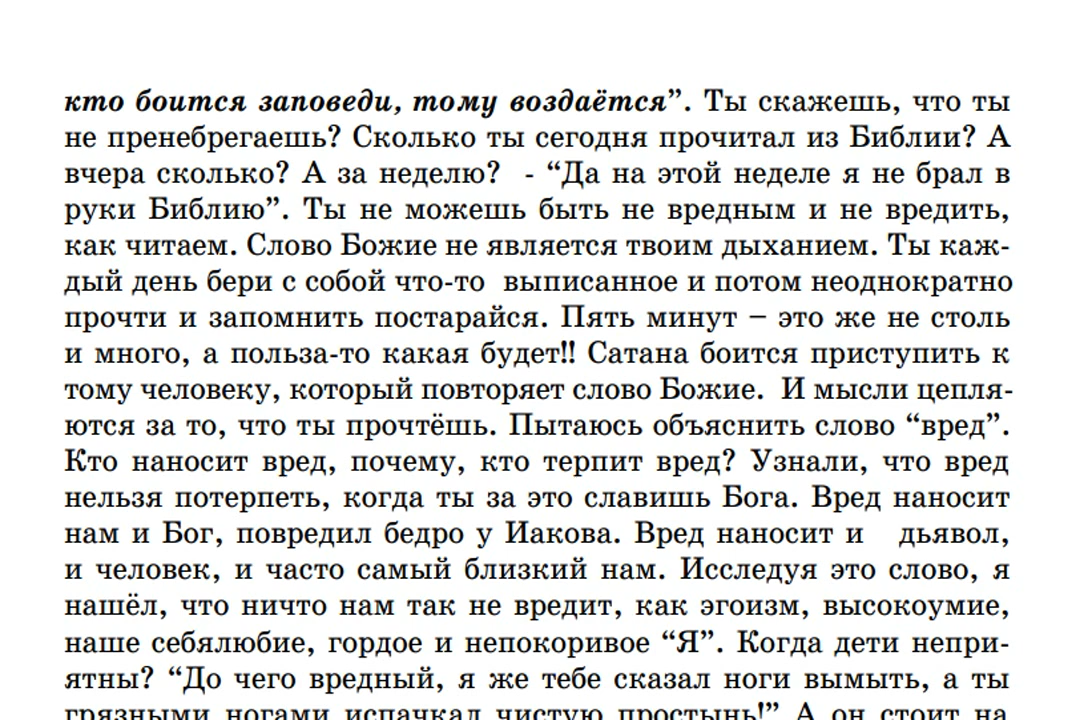 кто боится заповеди, тому воздаётся”. Ты скажешь, что ты
не пренебрегаешь? Сколько ты сегодня прочитал из Библии? А
вчера сколько? А за неделю?  - “Да на этой неделе я не брал в
руки Библию”. Ты не можешь быть не вредным и не вредить,
как читаем. Слово Божие не является твоим дыханием. Ты каж-
дый день бери с собой что-то  выписанное и потом неоднократно
прочти и запомнить постарайся. Пять минут – это же не столь
и много, а польза-то какая будет!! Сатана боится приступить к
тому человеку, который повторяет слово Божие.  И мысли цепля-
ются за то, что ты прочтёшь. Пытаюсь объяснить слово “вред”.
Кто наносит вред, почему, кто терпит вред? Узнали, что вред
нельзя потерпеть, когда ты за это славишь Бога. Вред наносит
нам и Бог, повредил бедро у Иакова. Вред наносит и   дьявол,
и человек, и часто самый близкий нам. Исследуя это слово, я
нашёл, что ничто нам так не вредит, как эгоизм, высокоумие,
наше себялюбие, гордое и непокоривое “Я”. Когда дети непри-
ятны? “До чего вредный, я же тебе сказал ноги вымыть, а ты
грязными ногами испачкал чистую простынь!” А он стоит на